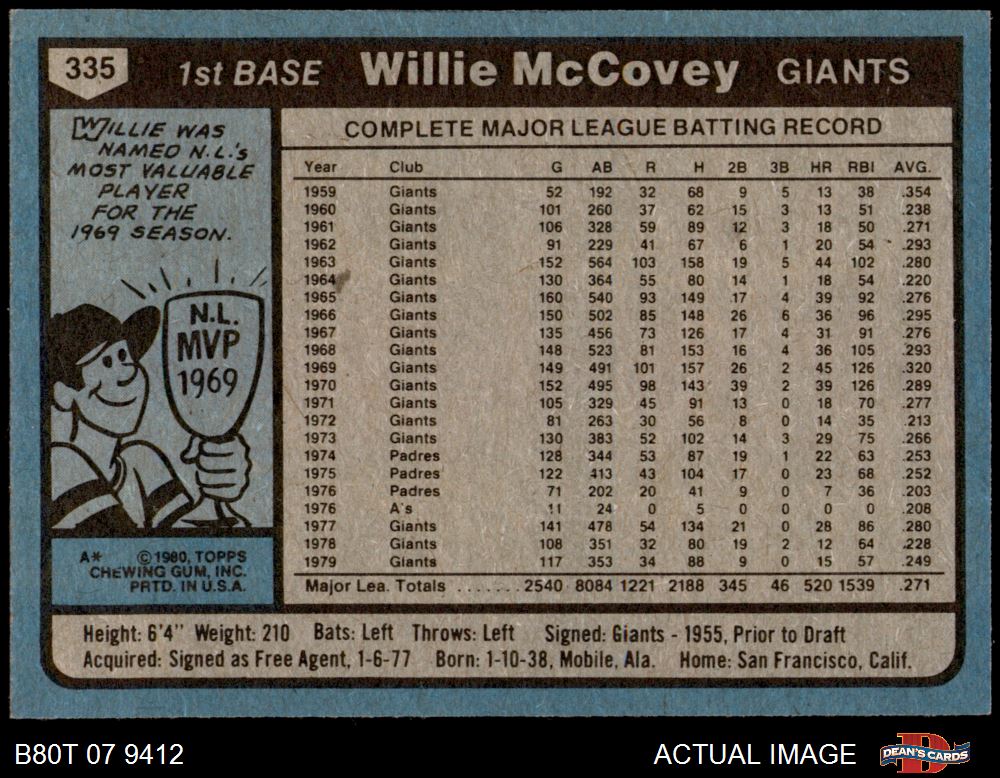 335 1st BASE Willie McCovey GIANTS
WILLIE WAS
NAMED N.L.'s
MOST VALUABLE
PLAYER
FOR THE
1969 SEASON.
N.L.
MVP
1969
A* ©1980, TOPPS
CHEWING GUM, INC.
PRTD. IN U.S.A.
COMPLETE MAJOR LEAGUE BATTING RECORD
Year Club G AB R H 2B 3B HR RBI AVG.
1959 Giants 52 192 32 68 9 5 13 38 .354
1960 Giants 101 260 37 62 15 3 13 51 .238
1961 Giants 106 328 59 89 12 3 18 50 .271
1962 Giants 91 229 41 67 6 1 20 54 .293
1963 Giants 152 564 103 158 19 5 44 102 .280
1964 Giants 130 364 55 80 14 1 18 54 .220
1965 Giants 160 540 93 149 17 4 39 92 .276
1966 Giants 150 502 85 148 26 6 36 96 .295
1967 Giants 135 456 73 126 17 4 31 91 .276
1968 Giants 148 523 81 153 16 4 36 105 .293
1969 Giants 149 491 101 157 26 2 45 126 .320
1970 Giants 152 495 98 143 39 2 39 126 .289
1971 Giants 105 329 45 91 13 0 18 70 .277
1972 Giants 81 263 30 56 8 0 14 35 .213
1973 Giants 130 383 52 102 14 3 29 75 .266
1974 Padres 128 344 53 87 19 1 22 63 .253
1975 Padres 122 413 43 104 17 0 23 68 .252
1976 Padres 71 202 20 41 9 0 7 36 .203
1976 A's 11 24 0 5 0 0 0 0 .208
1977 Giants 141 478 54 134 21 0 28 86 .280
1978 Giants 108 351 32 80 19 2 12 64 .228
1979 Giants 117 353 34 88 9 0 15 57 .249
Major Lea. Totals ....... 2540 8084 1221 2188 345 46 520 1539 .271
Height: 6'4" Weight: 210 Bats: Left Throws: Left Signed: Giants - 1955, Prior to Draft
Acquired: Signed as Free Agent, 1-6-77 Born: 1-10-38, Mobile, Ala. Home: San Francisco, Calif.
B80T 07 9412 ACTUAL IMAGE DEAN'S CARDS